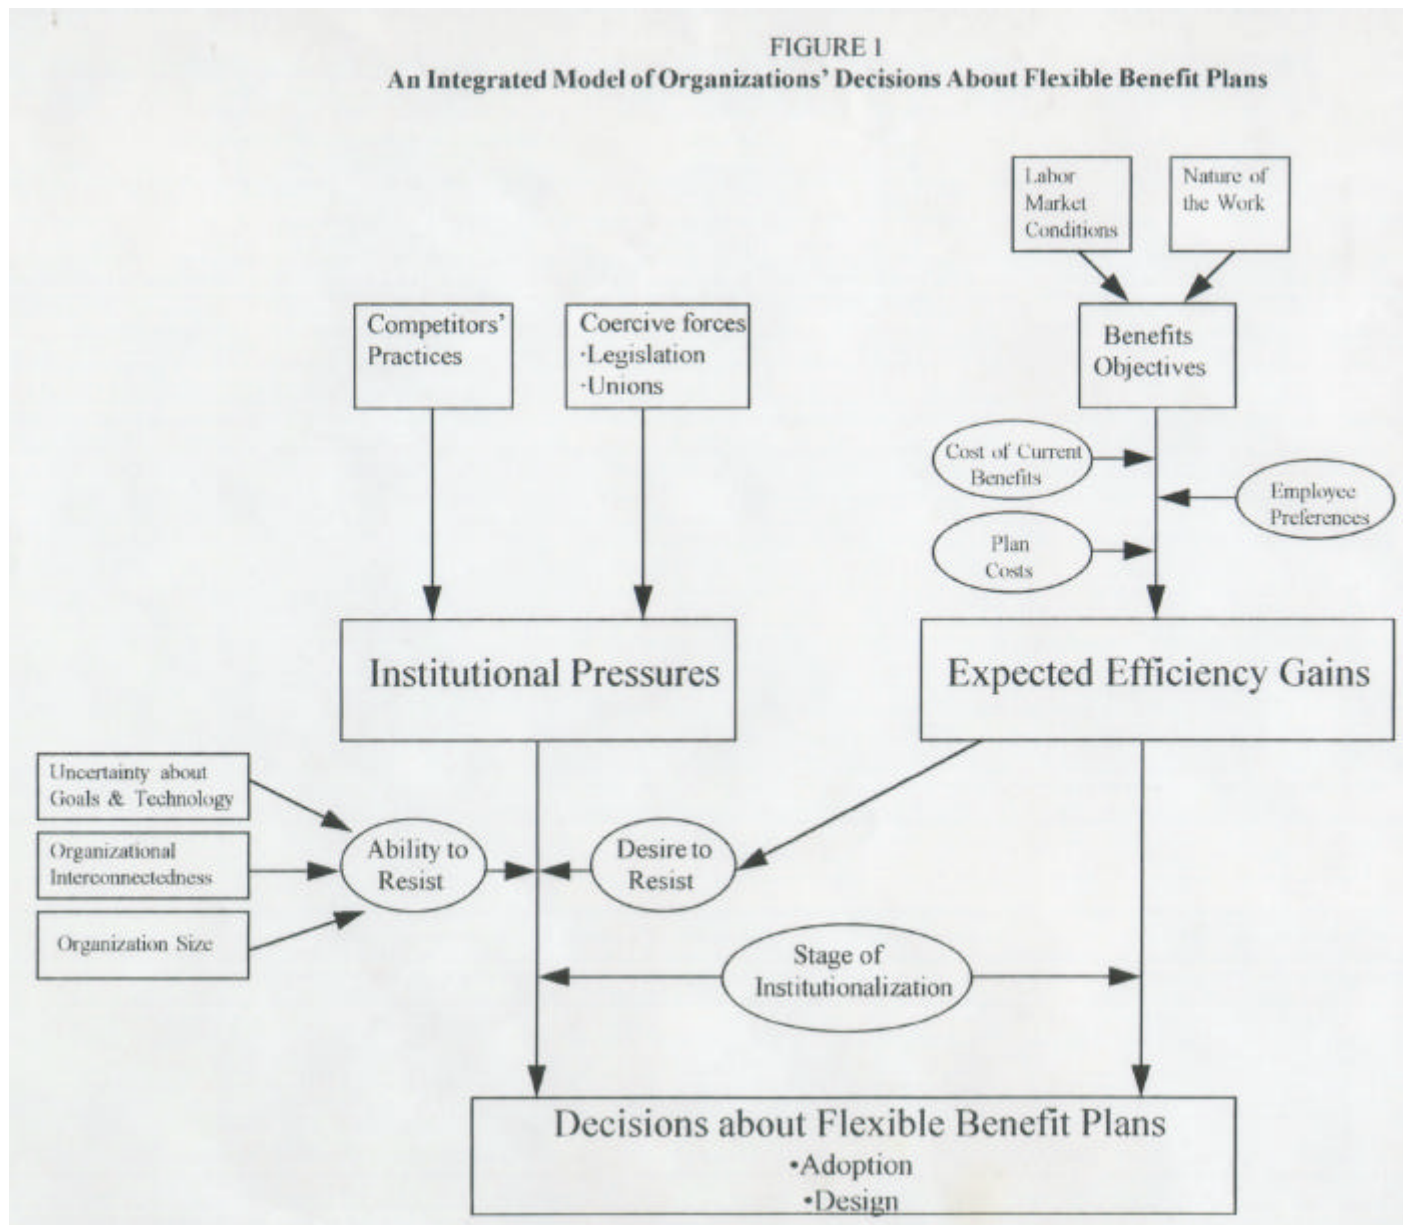 FIGURE 1
An Integrated Model of Organizations' Decisions About Flexible Benefit Plans
Labor
Market
Conditions
Nature of
the Work
Competitors'
Practices
Coercive forces
·Legislation
·Unions
Benefits
Objectives
Cost of Current
Benefits
Employee
Preferences
Plan
Costs
Institutional Pressures
Expected Efficiency Gains
Uncertainty about
Goals & Technology
Organizational
Interconnectedness
Organization Size
Ability to
Resist
Desire to
Resist
Stage of
Institutionalization
Decisions about Flexible Benefit Plans
•Adoption
•Design